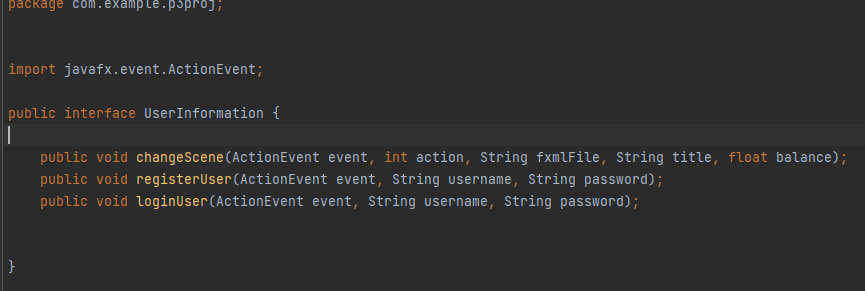 package com.example.p3proj;
import javafx.event.ActionEvent;
public interface UserInformation {
public void changeScene(ActionEvent event, int action, String fxmlFile, String title, float balance);
public void registerUser(ActionEvent event, String username, String password);
public void loginUser(ActionEvent event, String username, String password);
}